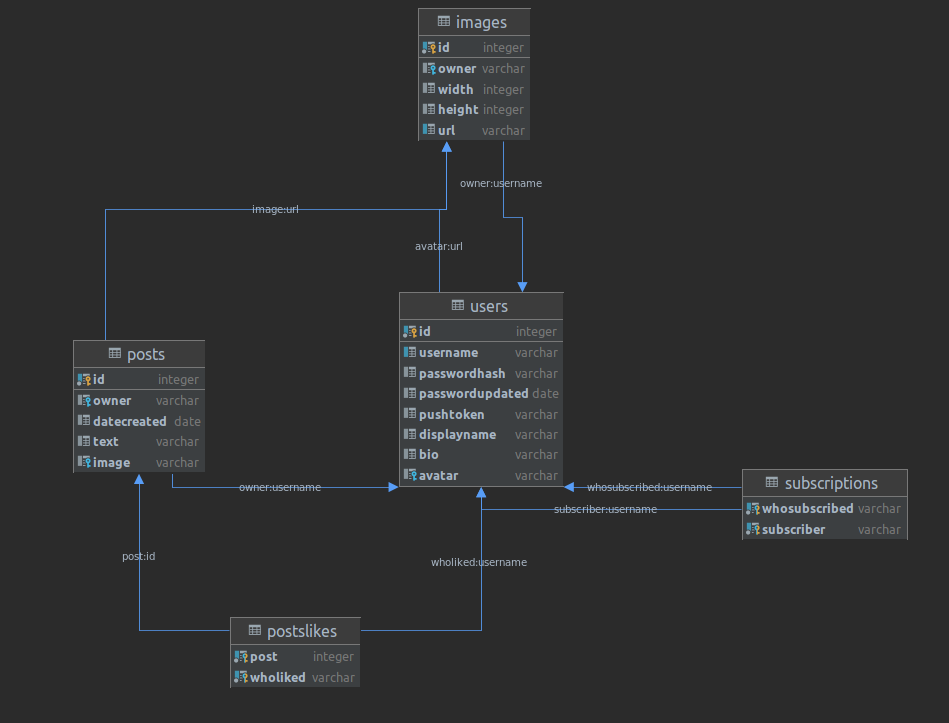 images
id integer
owner varchar
width integer
height integer
url varchar
owner:username
image:url
avatar:url
users
id integer
username varchar
passwordhash varchar
passwordupdated date
pushtoken varchar
displayname varchar
bio varchar
avatar varchar
posts
id integer
owner varchar
datecreated date
text varchar
image varchar
owner:username
whosubscribed:username
subscriber:username
subscriptions
whosubscribed varchar
subscriber varchar
post:id
wholiked:username
postslikes
post integer
wholiked varchar